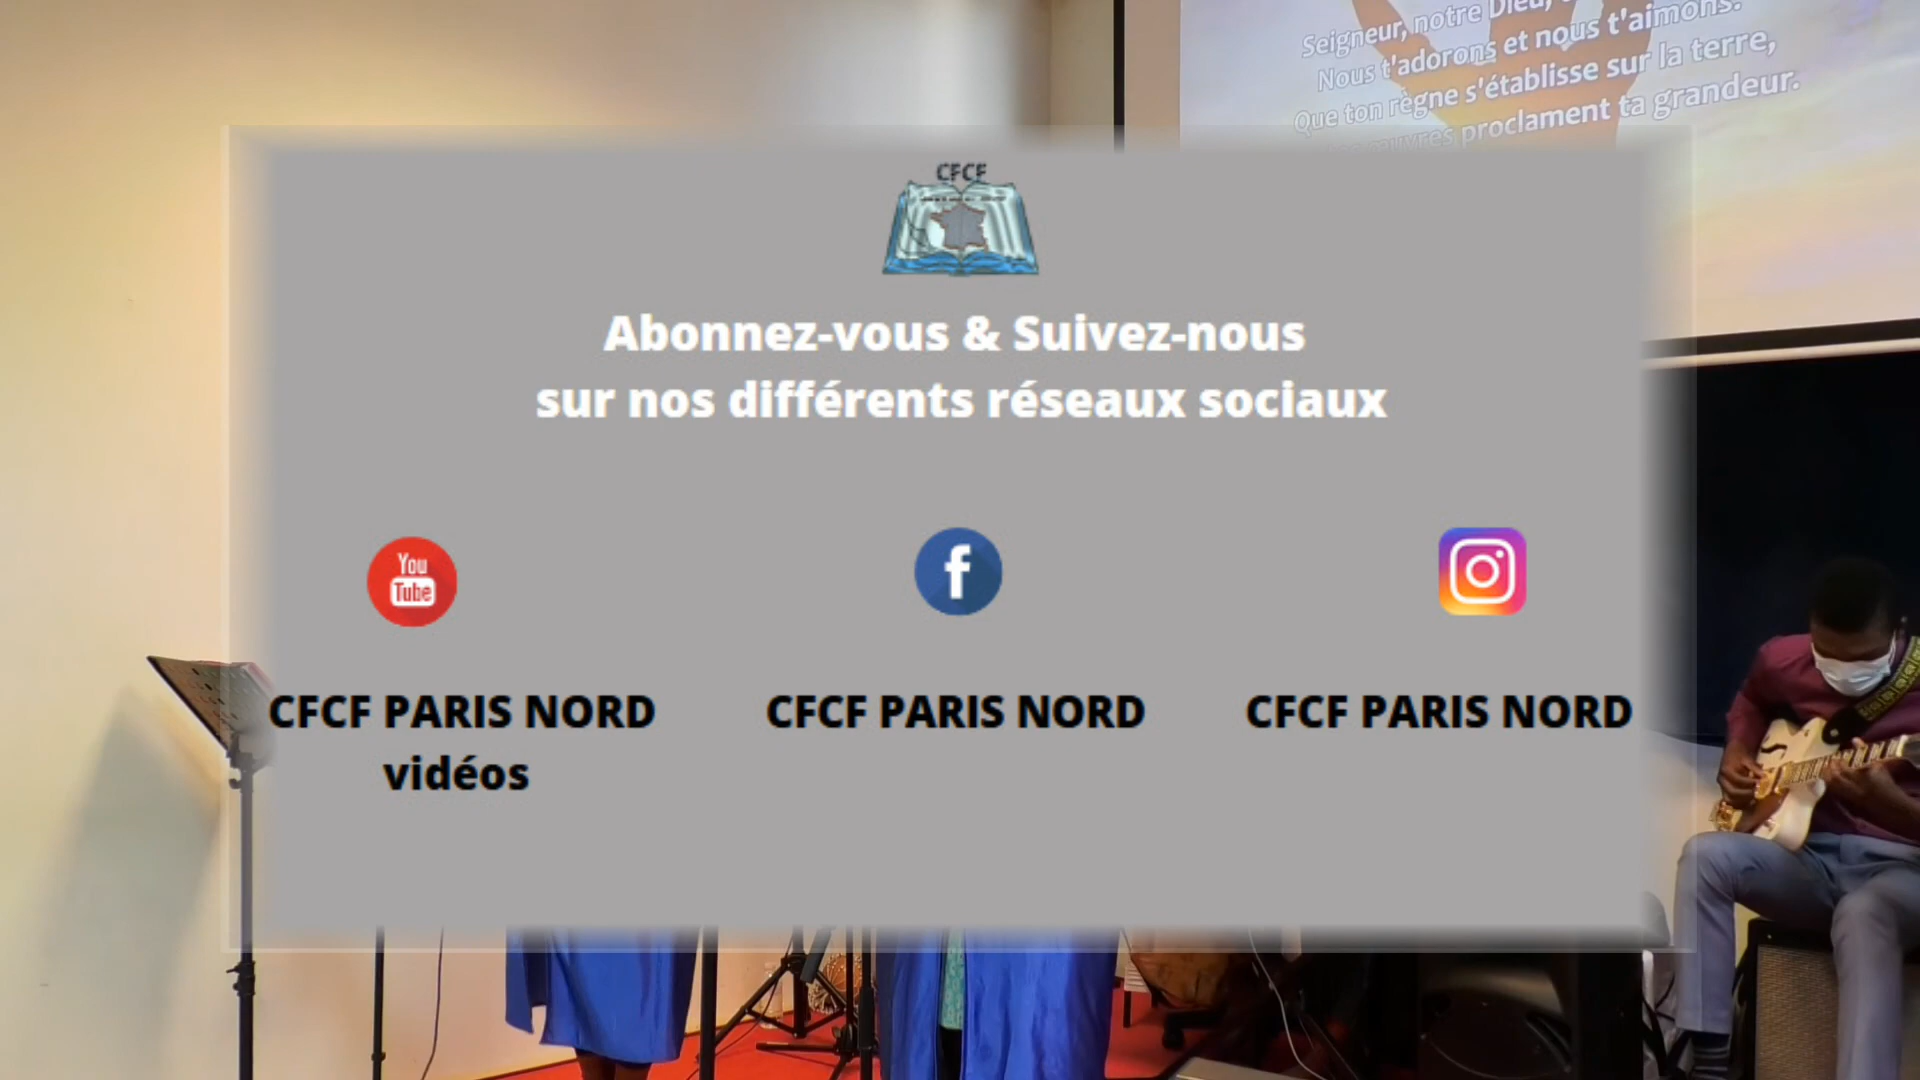 Seigneur, notre Dieu,
Nous t'adorons et nous t'aimons.
Que ton règne s'établisse sur la terre,
œuvres proclament ta grandeur.
CFCF
Abonnez-vous & Suivez-nous
sur nos différents réseaux sociaux
You
Tube
f
CFCF PARIS NORD
vidéos
CFCF PARIS NORD
CFCF PARIS NORD